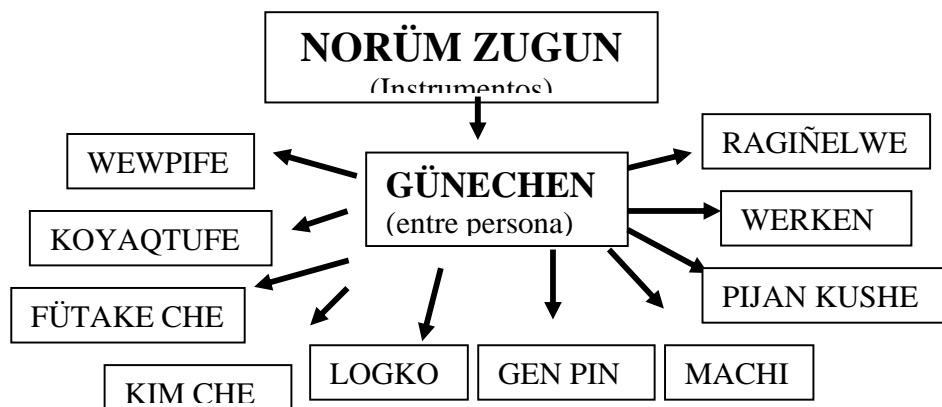 NORÜM ZUGUN
(Instrumentos)
WEWPIFE
RAGIÑELWE
GÜNECHEN
(entre persona)
KOYAQTUFE
WERKEN
FÜTAKE CHE
PIJAN KUSHE
KIM CHE
LOGKO
GEN PIN
MACHI